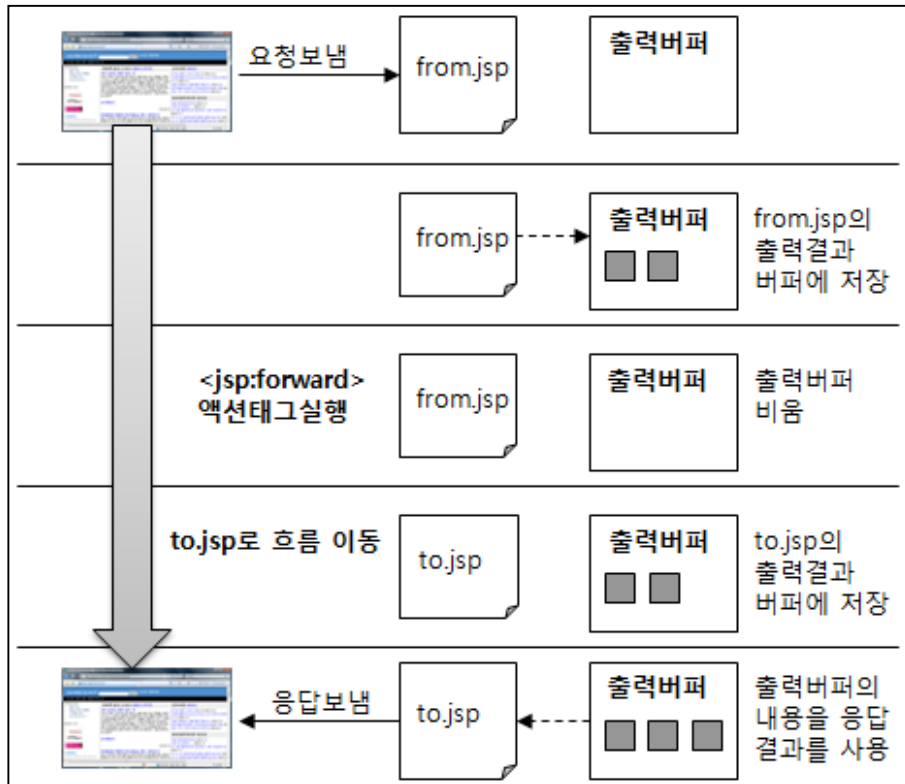 요청보냄
from.jsp
출력버퍼
from.jsp
출력버퍼
from.jsp의
출력결과
버퍼에 저장
<jsp:forward>
액션태그실행
from.jsp
출력버퍼
출력버퍼
비움
to.jsp로 흐름 이동
to.jsp
출력버퍼
to.jsp의
출력결과
버퍼에 저장
응답보냄
to.jsp
출력버퍼
출력버퍼의
내용을 응답
결과를 사용